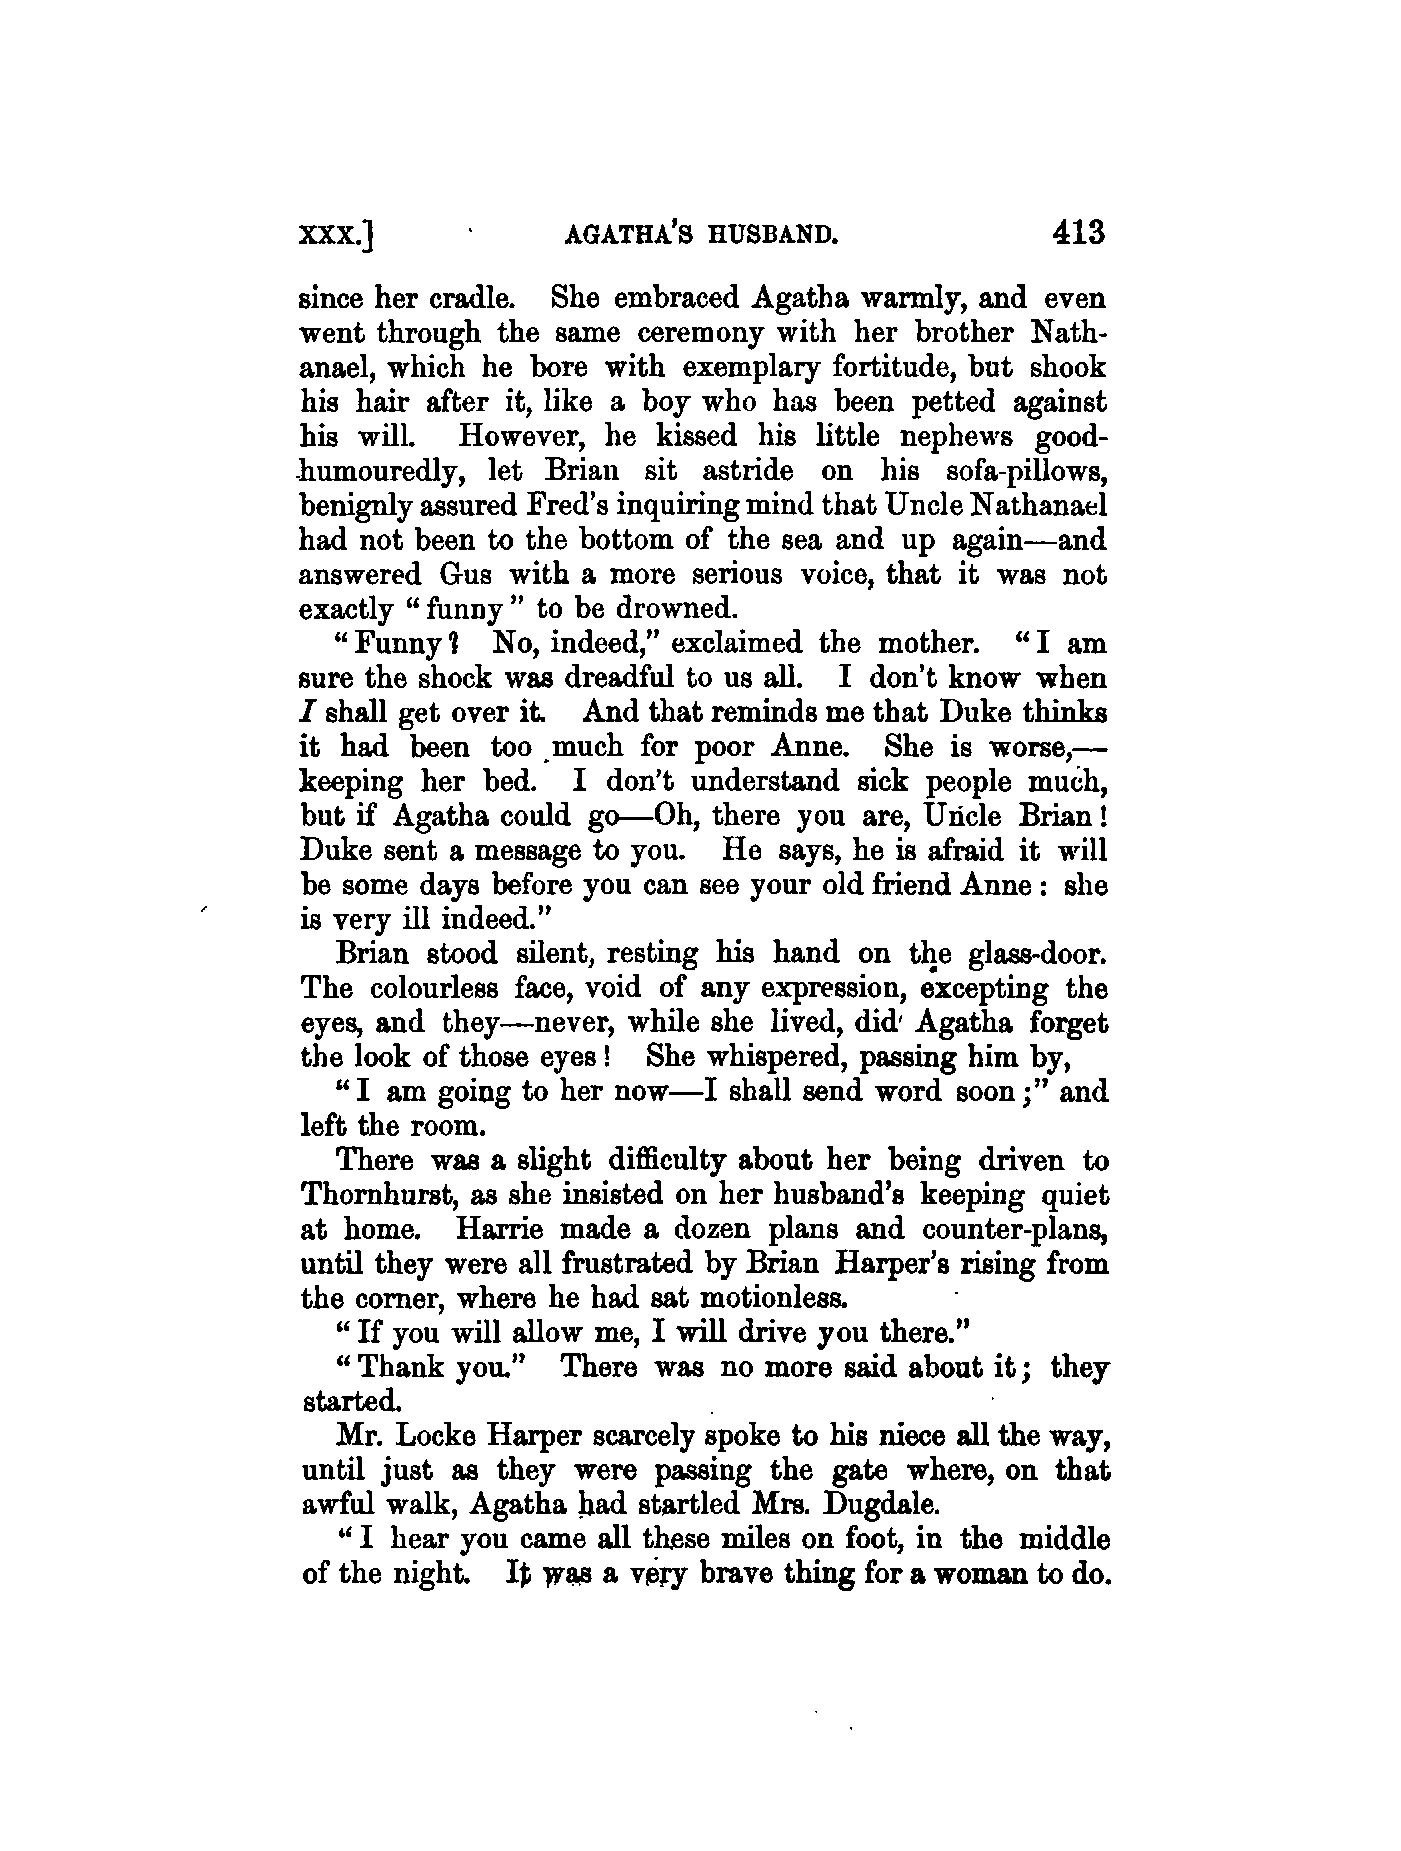 XXX.] AGATHA'S HUSBAND. 413
since her cradle. She embraced Agatha warmly, and even
went through the same ceremony with her brother Nath-
anael, which he bore with exemplary fortitude, but shook
his hair after it, like a boy who has been petted against
his will. However, he kissed his little nephews good-
humouredly, let Brian sit astride on his sofa-pillows,
benignly assured Fred's inquiring mind that Uncle Nathanael
had not been to the bottom of the sea and up again—and
answered Gus with a more serious voice, that it was not
exactly "funny" to be drowned.
"Funny? No, indeed," exclaimed the mother. "I am
sure the shock was dreadful to us all. I don't know when
I shall get over it. And that reminds me that Duke thinks
it had been too much for poor Anne. She is worse,—
keeping her bed. I don't understand sick people much,
but if Agatha could go—Oh, there you are, Uncle Brian!
Duke sent a message to you. He says, he is afraid it will
be some days before you can see your old friend Anne: she
is very ill indeed."
Brian stood silent, resting his hand on the glass-door.
The colourless face, void of any expression, excepting the
eyes, and they—never, while she lived, did Agatha forget
the look of those eyes! She whispered, passing him by,
"I am going to her now—I shall send word soon;" and
left the room.
There was a slight difficulty about her being driven to
Thornhurst, as she insisted on her husband's keeping quiet
at home. Harrie made a dozen plans and counter-plans,
until they were all frustrated by Brian Harper's rising from
the corner, where he had sat motionless.
"If you will allow me, I will drive you there."
"Thank you." There was no more said about it; they
started.
Mr. Locke Harper scarcely spoke to his niece all the way,
until just as they were passing the gate where, on that
awful walk, Agatha had startled Mrs. Dugdale.
"I hear you came all these miles on foot, in the middle
of the night. It was a very brave thing for a woman to do.